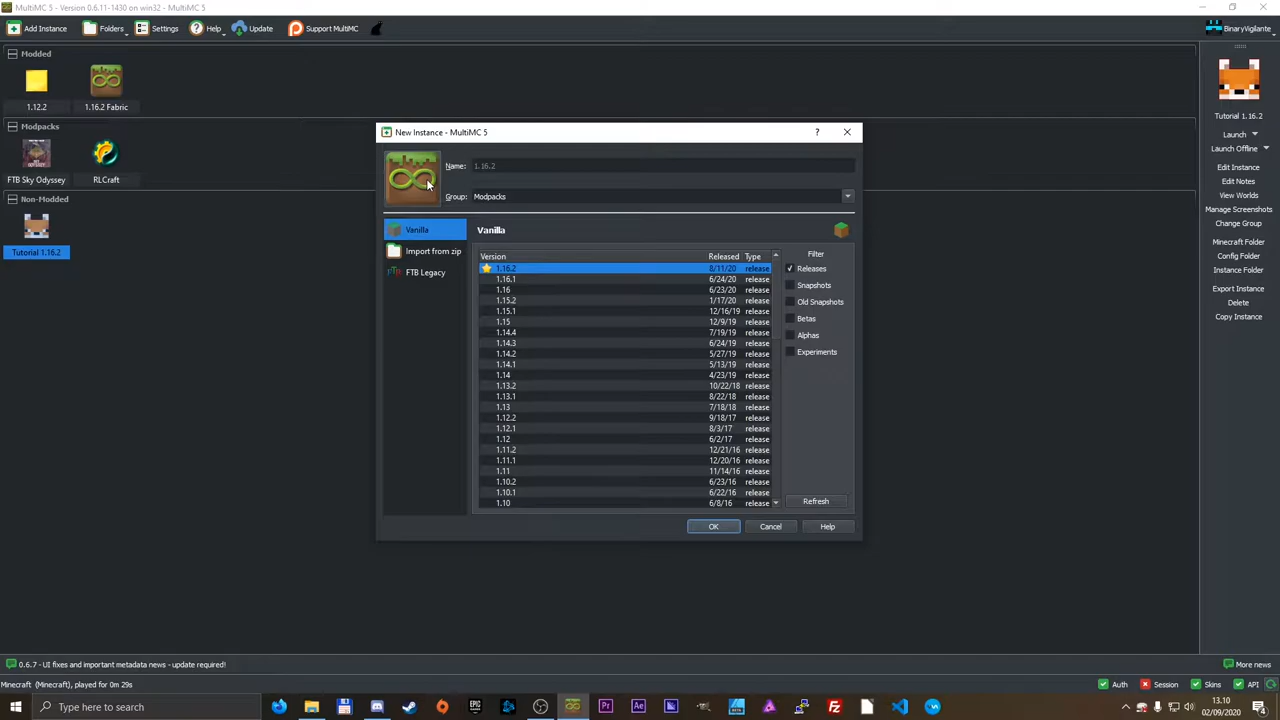 MultiMC 5 - Version 0.6.11-1430 on win32 - MultiMC 5
Add Instance Folders Settings Help Update Support MultiMC BinaryVigilante
Modded
1.12.2 1.16.2 Fabric
Modpacks
FTB Sky Odyssey RLCraft
Non-Modded
Tutorial 1.16.2
New Instance - MultiMC 5 ?
Name: 1.16.2
Group: Modpacks
Vanilla
Import from zip
FTB Legacy
Vanilla
Version Released Type
1.16.2 8/11/20 release
1.16.1 6/24/20 release
1.16 6/23/20 release
1.15.2 1/17/20 release
1.15.1 12/16/19 release
1.15 12/9/19 release
1.14.4 7/19/19 release
1.14.3 6/24/19 release
1.14.2 5/27/19 release
1.14.1 5/13/19 release
1.14 4/23/19 release
1.13.2 10/22/18 release
1.13.1 8/22/18 release
1.13 7/18/18 release
1.12.2 9/18/17 release
1.12.1 8/3/17 release
1.12 6/2/17 release
1.11.2 12/21/16 release
1.11.1 12/20/16 release
1.11 11/14/16 release
1.10.2 6/23/16 release
1.10.1 6/22/16 release
1.10 6/8/16 release
Filter
Releases
Snapshots
Old Snapshots
Betas
Alphas
Experiments
Refresh
OK Cancel Help
Tutorial 1.16.2
Launch
Launch Offline
Edit Instance
Edit Notes
View Worlds
Manage Screenshots
Change Group
Minecraft Folder
Config Folder
Instance Folder
Export Instance
Delete
Copy Instance
0.6.7 - UI fixes and important metadata news - update required! More news
Minecraft (Minecraft), played for 0m 29s Auth Session Skins API
Type here to search
13.10
02/09/2020